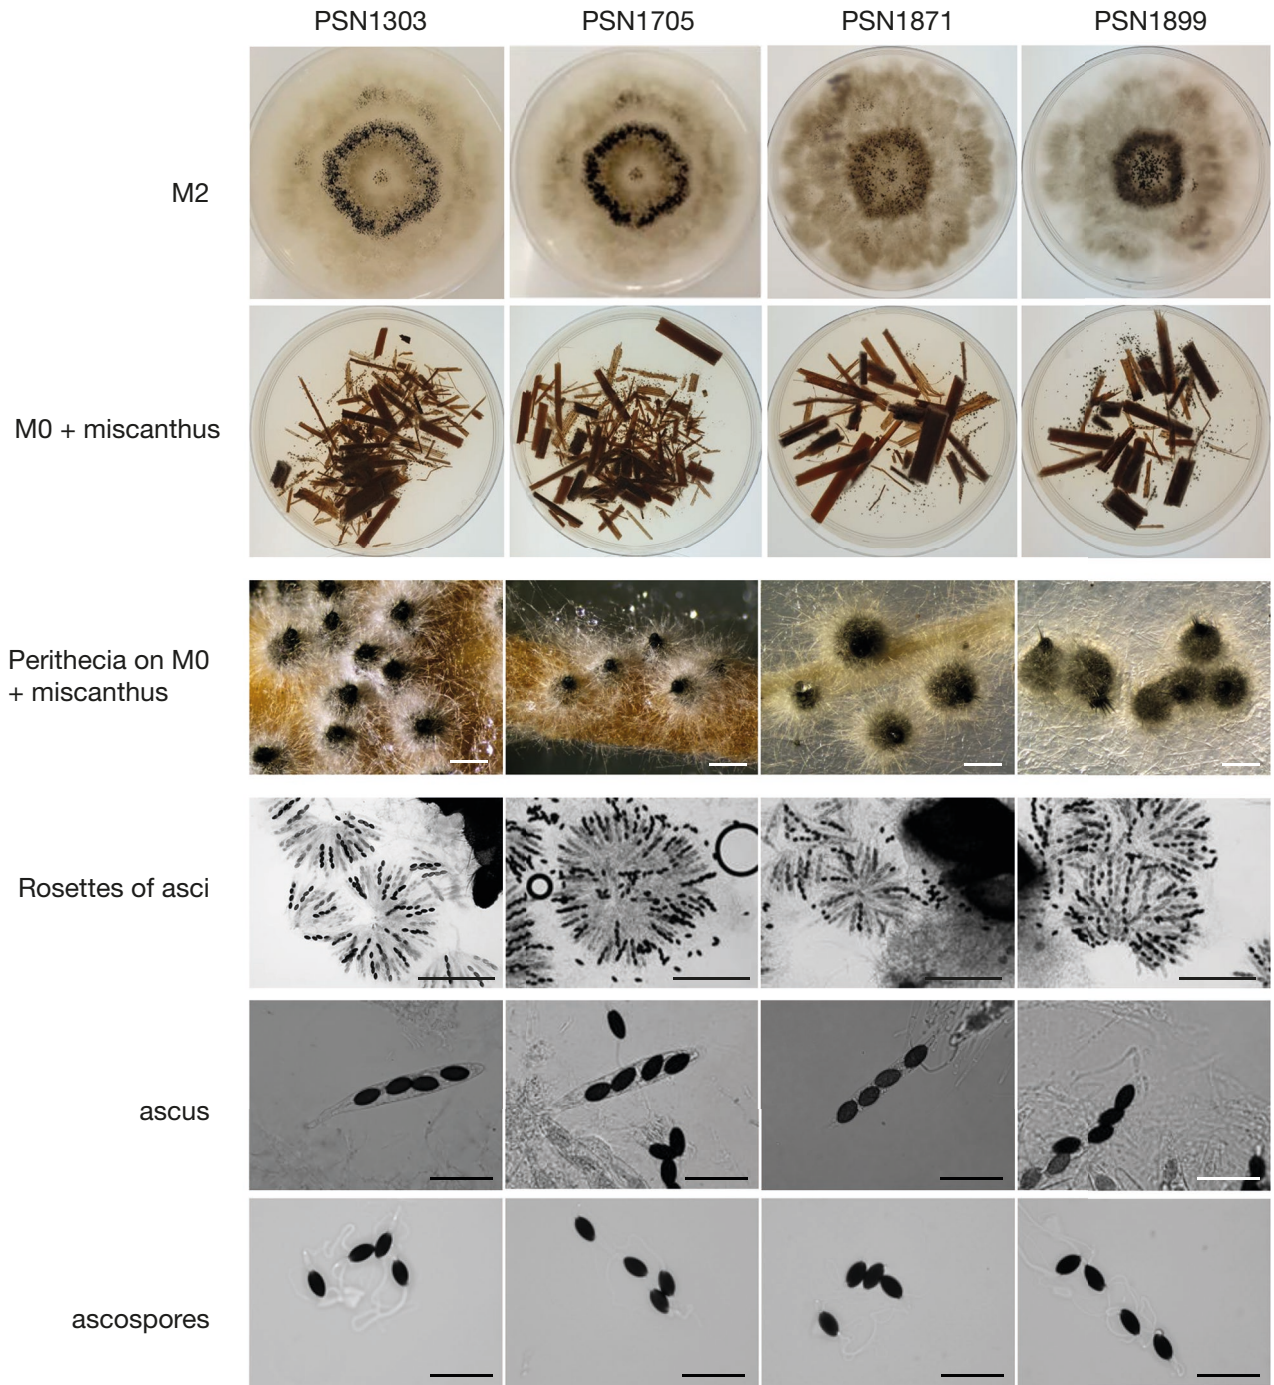 PSN1303 PSN1705 PSN1871 PSN1899
M2
M0 + miscanthus
Perithecia on M0
+ miscanthus
Rosettes of asci
ascus
ascospores